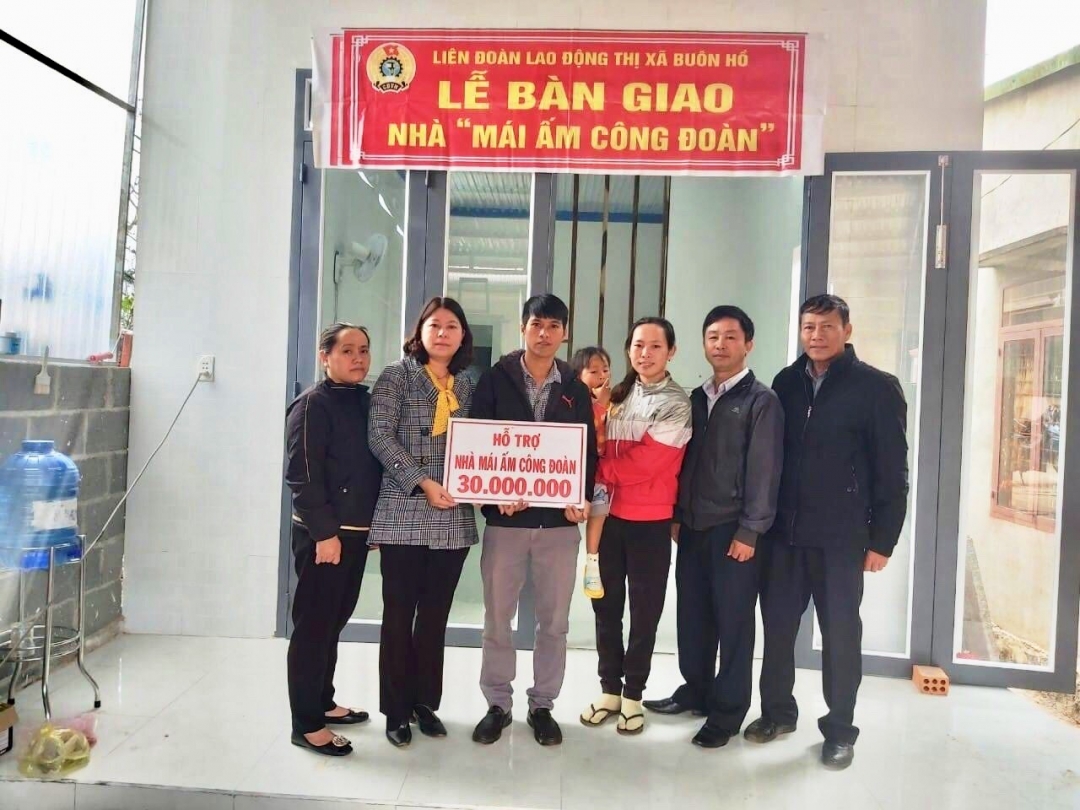 LIÊN ĐOÀN LAO ĐỘNG THỊ XÃ BUÔN HỒ
LỄ BÀN GIAO
NHÀ “MÁI ẤM CÔNG ĐOÀN”
HỖ TRỢ
NHÀ MÁI ẤM CÔNG ĐOÀN
30.000.000